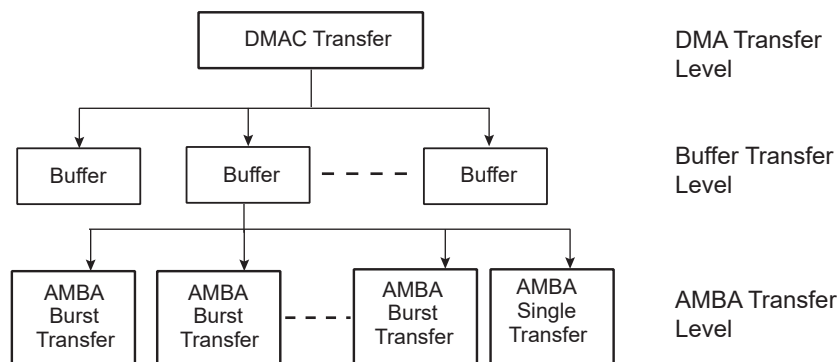 DMAC Transfer
DMA Transfer
Level
Buffer
Buffer
Buffer
Buffer Transfer
Level
AMBA
Burst
Transfer
AMBA
Burst
Transfer
AMBA
Burst
Transfer
AMBA
Single
Transfer
AMBA Transfer
Level